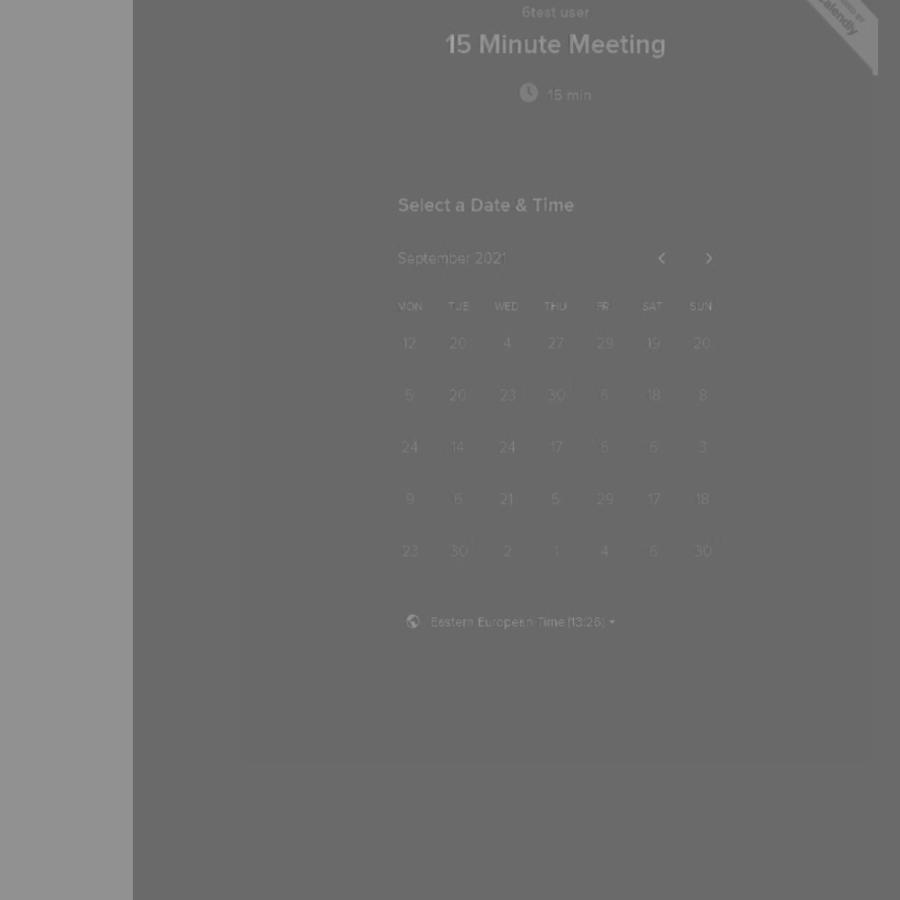 6test user
15 Minute Meeting
15 min
Calendly
Select a Date & Time
September 2021
MON TUE WED THU FRI SAT SUN
12 20 4 27 29 19 20
5 20 23 30 6 18 8
24 14 24 17 6 6 3
9 6 21 5 29 17 18
23 30 2 1 4 6 30
Eastern European Time (13:26)